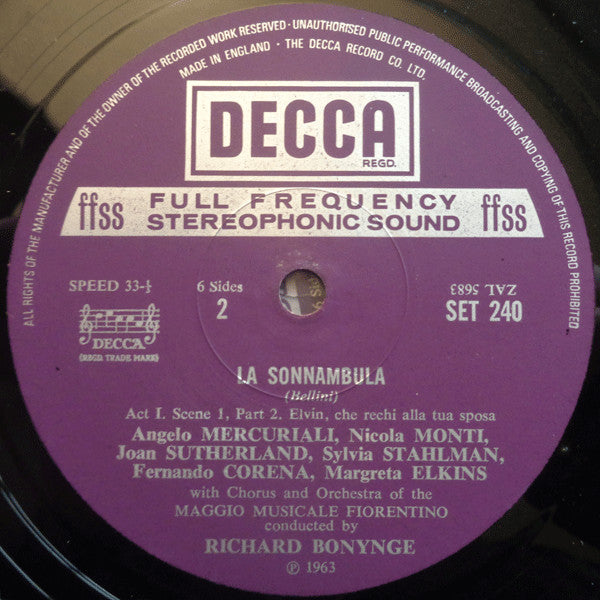 ALL RIGHTS OF THE MANUFACTURER AND OF THE OWNER OF THE RECORDED WORK RESERVED · UNAUTHORISED PUBLIC PERFORMANCE BROADCASTING AND COPYING OF THIS RECORD PROHIBITED
MADE IN ENGLAND · THE DECCA RECORD CO. LTD.
DECCA
REGD.
ffss FULL FREQUENCY STEREOPHONIC SOUND ffss
SPEED 33-⅓
6 Sides
2
ZAL 5683
SET 240
DECCA
(REGD. TRADE MARK)
LA SONNAMBULA
(Bellini)
Act I. Scene 1, Part 2. Elvin, che rechi alla tua sposa
Angelo MERCURIALI, Nicola MONTI,
Joan SUTHERLAND, Sylvia STAHLMAN,
Fernando CORENA, Margreta ELKINS
with Chorus and Orchestra of the
MAGGIO MUSICALE FIORENTINO
conducted by
RICHARD BONYNGE
℗ 1963